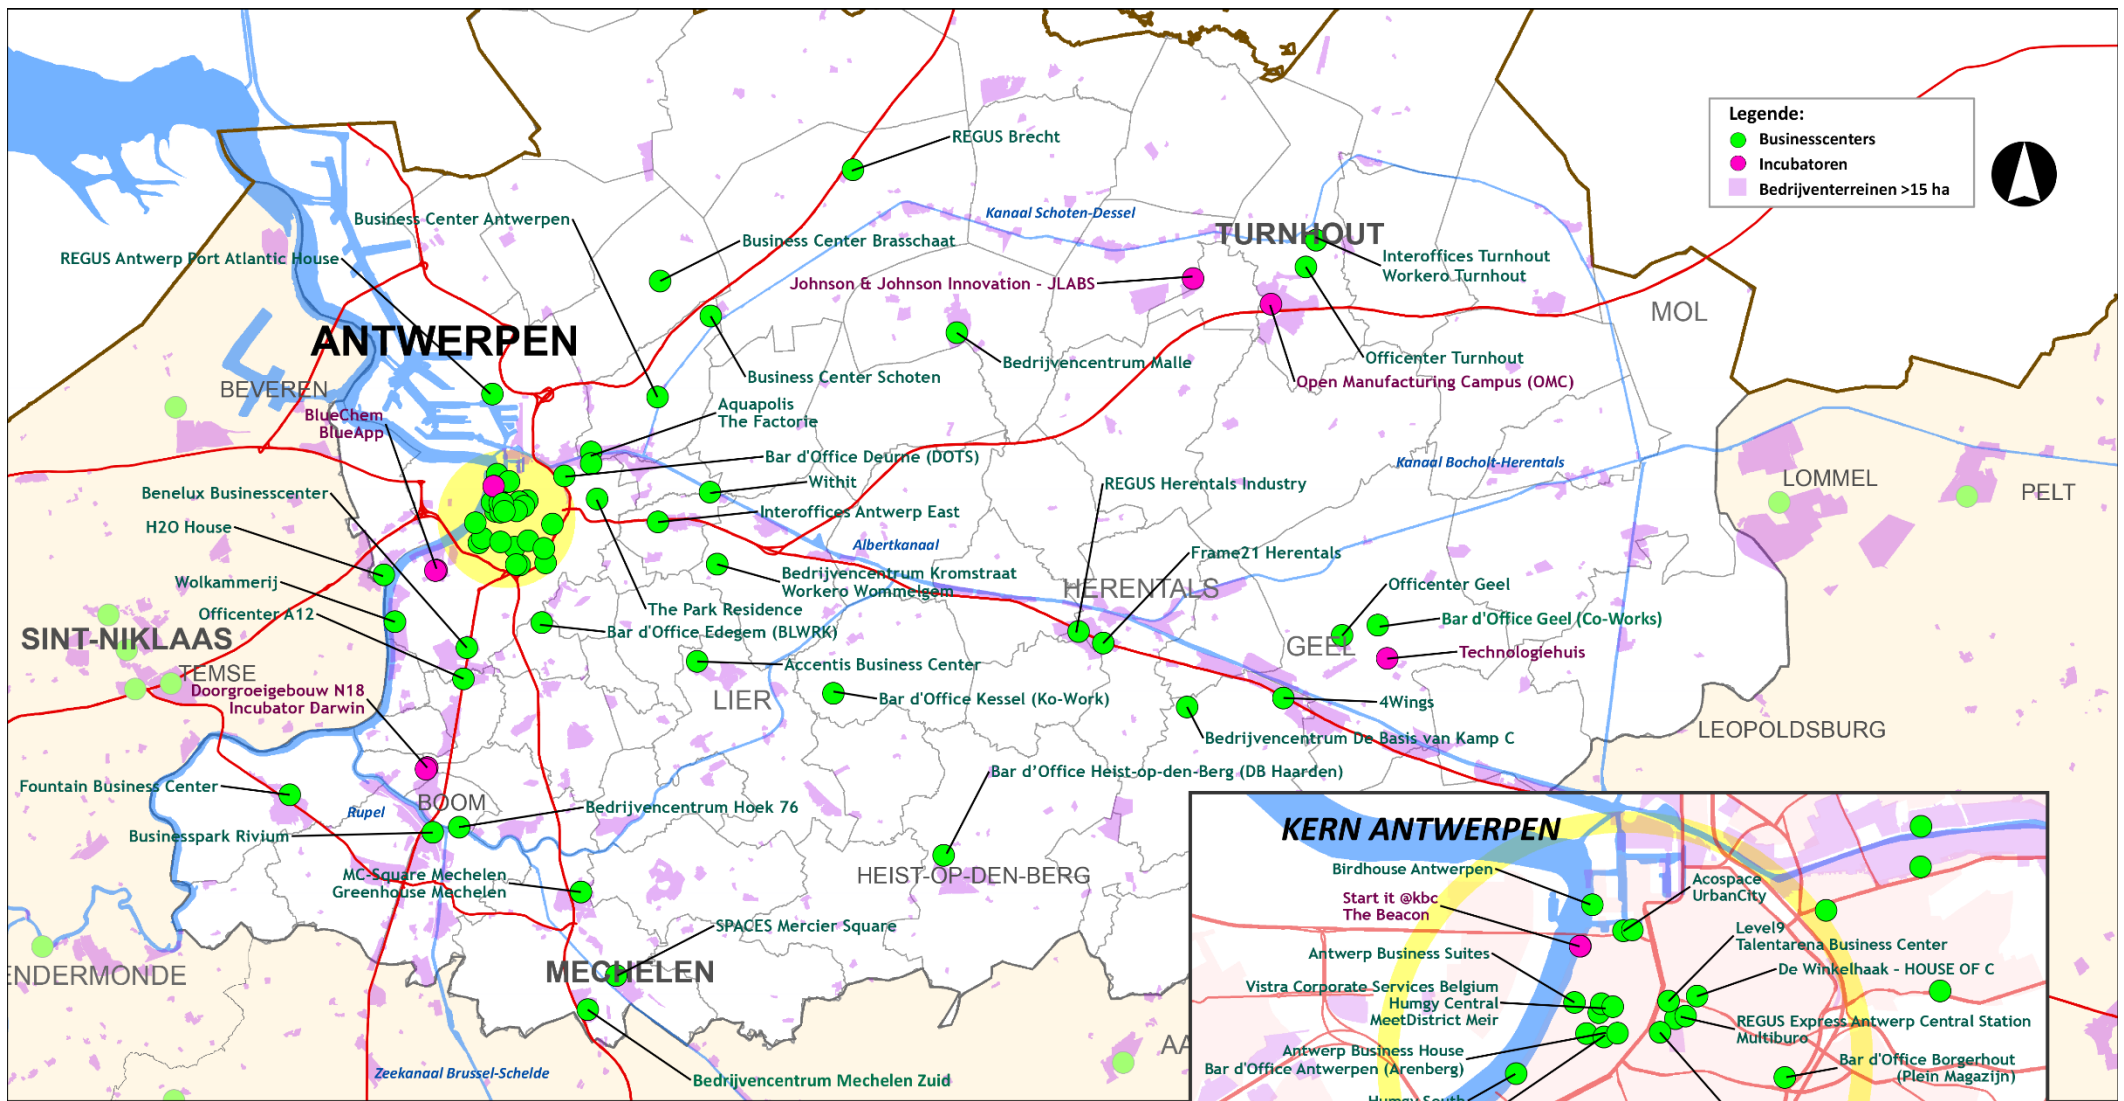 REGUS Brecht
Legende:
Businesscenters
Incubatoren
Bedrijventerreinen >15 ha
Business Center Antwerpen
Kanaal Schoten-Dessel
Business Center Brasschaat
TURNHOUT
REGUS Antwerp Port Atlantic House
Interoffices Turnhout
Workero Turnhout
Johnson & Johnson Innovation - JLABS
MOL
ANTWERPEN
Officenter Turnhout
Bedrijvencentrum Malle
Business Center Schoten
Open Manufacturing Campus (OMC)
BEVEREN
Aquapolis
The Factorie
BlueChem
BlueApp
Bar d'Office Deurne (DOTS)
Kanaal Bocholt-Herentals
LOMMEL
Withit
REGUS Herentals Industry
PELT
Benelux Businesscenter
Interoffices Antwerp East
H2O House
Albertkanaal
Frame21 Herentals
Bedrijvencentrum Kromstraat
Workero Wommelgem
Wolkammerij
HERENTALS
Officenter Geel
The Park Residence
Officenter A12
Bar d'Office Edegem (BLWRK)
Bar d'Office Geel (Co-Works)
SINT-NIKLAAS
GEEL
Technologiehuis
Accentis Business Center
TEMSE
Doorgroeigebouw N18
Incubator Darwin
LIER
Bar d'Office Kessel (Ko-Work)
4Wings
LEOPOLDSBURG
Bedrijvencentrum De Basis van Kamp C
Bar d'Office Heist-op-den-Berg (DB Haarden)
Fountain Business Center
BOOM
Bedrijvencentrum Hoek 76
Rupel
Businesspark Rivium
KERN ANTWERPEN
MC-Square Mechelen
Greenhouse Mechelen
HEIST-OP-DEN-BERG
Birdhouse Antwerpen
Acospace
UrbanCity
Start it @kbc
The Beacon
SPACES Mercier Square
Level9
Talentarena Business Center
Antwerp Business Suites
De Winkelhaak - HOUSE OF C
ENDERMONDE
MECHELEN
Vistra Corporate Services Belgium
Humgy Central
MeetDistrict Meir
REGUS Express Antwerp Central Station
Multiburo
AA
Antwerp Business House
Bar d'Office Antwerpen (Arenberg)
Bar d'Office Borgerhout
(Plein Magazijn)
Zeekanaal Brussel-Schelde
Bedrijvencentrum Mechelen Zuid
Humgy South